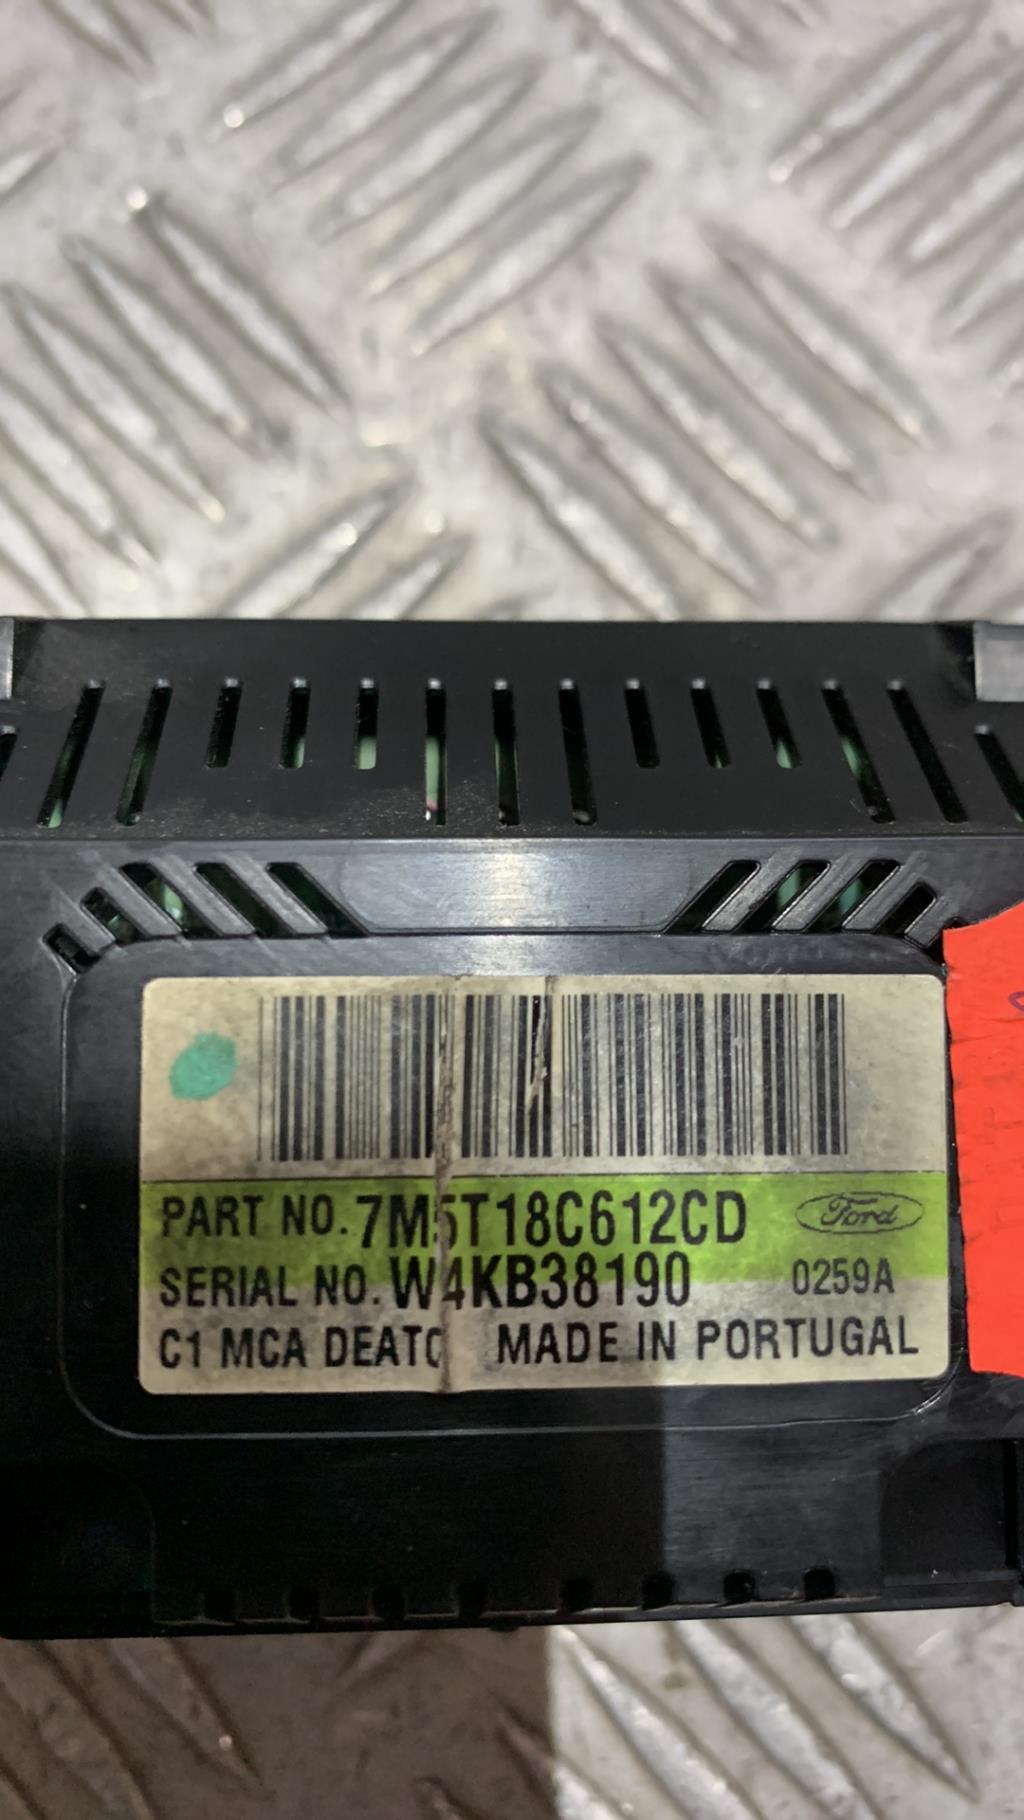 PART NO. 7M5T18C612CD Ford
SERIAL NO. W4KB38190 0259A
C1 MCA DEATC MADE IN PORTUGAL